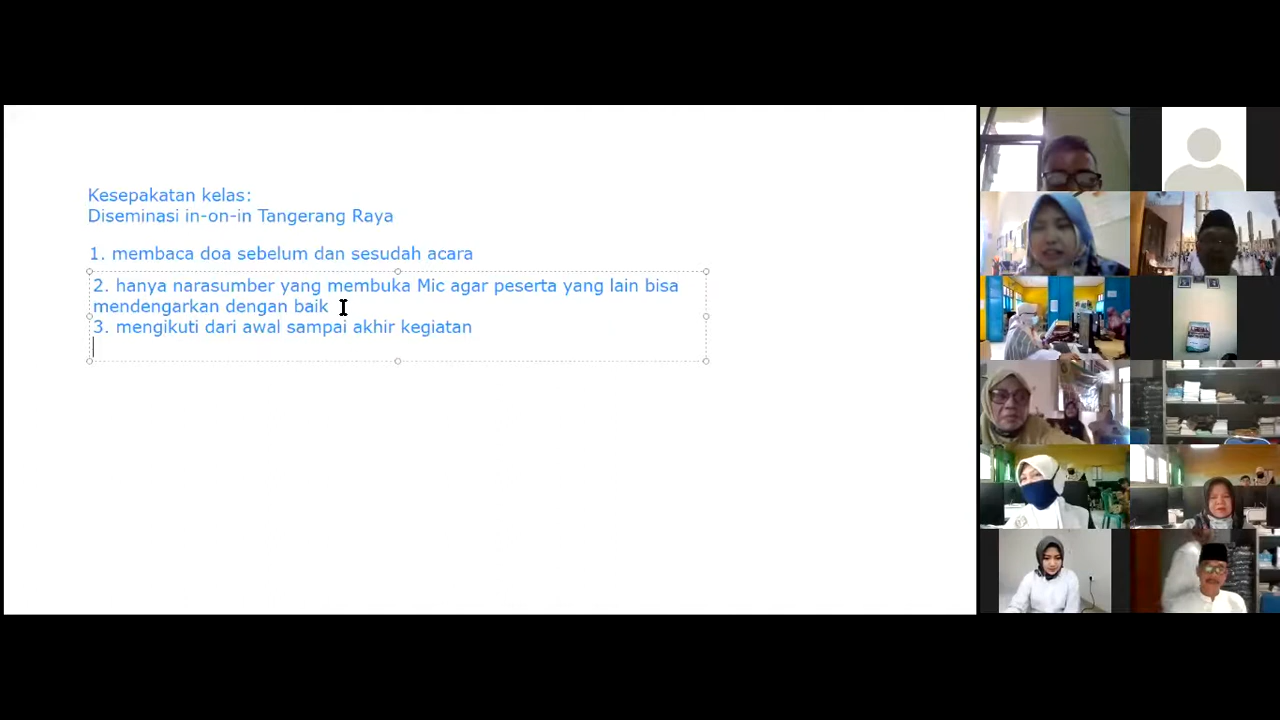 Kesepakatan kelas:
Diseminasi in-on-in Tangerang Raya
1. membaca doa sebelum dan sesudah acara
2. hanya narasumber yang membuka Mic agar peserta yang lain bisa
mendengarkan dengan baik
3. mengikuti dari awal sampai akhir kegiatan